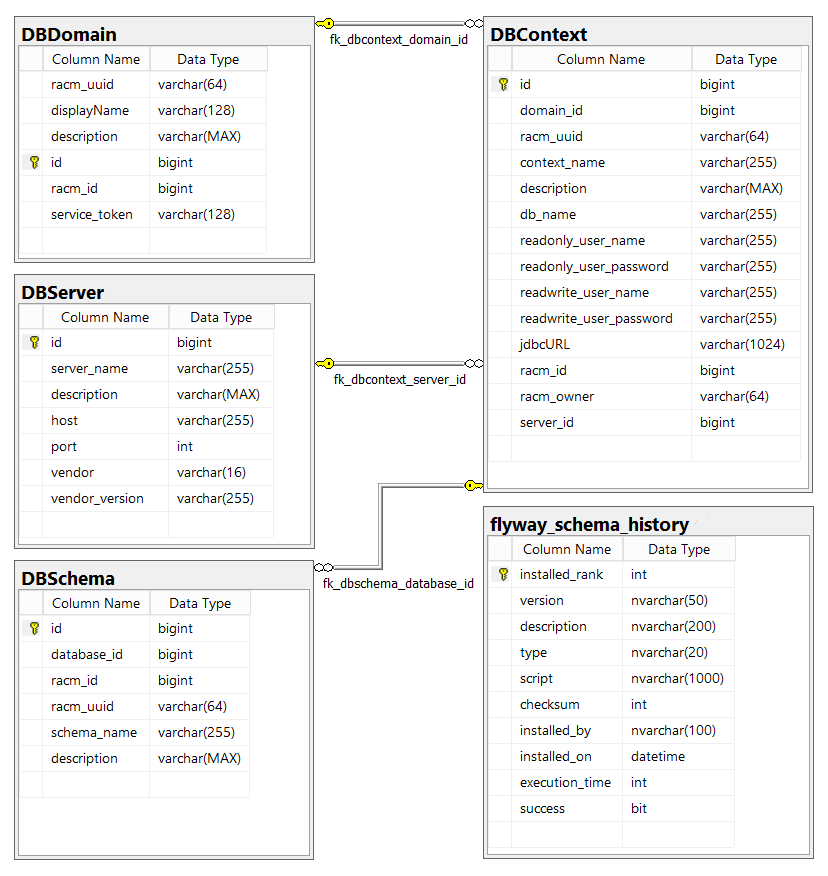 DBDomain
Column Name Data Type
racm_uuid varchar(64)
displayName varchar(128)
description varchar(MAX)
id bigint
racm_id bigint
service_token varchar(128)
fk_dbcontext_domain_id
DBContext
Column Name Data Type
id bigint
domain_id bigint
racm_uuid varchar(64)
context_name varchar(255)
description varchar(MAX)
db_name varchar(255)
readonly_user_name varchar(255)
readonly_user_password varchar(255)
readwrite_user_name varchar(255)
readwrite_user_password varchar(255)
jdbcURL varchar(1024)
racm_id bigint
racm_owner varchar(64)
server_id bigint
DBServer
Column Name Data Type
id bigint
server_name varchar(255)
description varchar(MAX)
host varchar(255)
port int
vendor varchar(16)
vendor_version varchar(255)
fk_dbcontext_server_id
DBSchema
Column Name Data Type
id bigint
database_id bigint
racm_id bigint
racm_uuid varchar(64)
schema_name varchar(255)
description varchar(MAX)
fk_dbschema_database_id
flyway_schema_history
Column Name Data Type
installed_rank int
version nvarchar(50)
description nvarchar(200)
type nvarchar(20)
script nvarchar(1000)
checksum int
installed_by nvarchar(100)
installed_on datetime
execution_time int
success bit